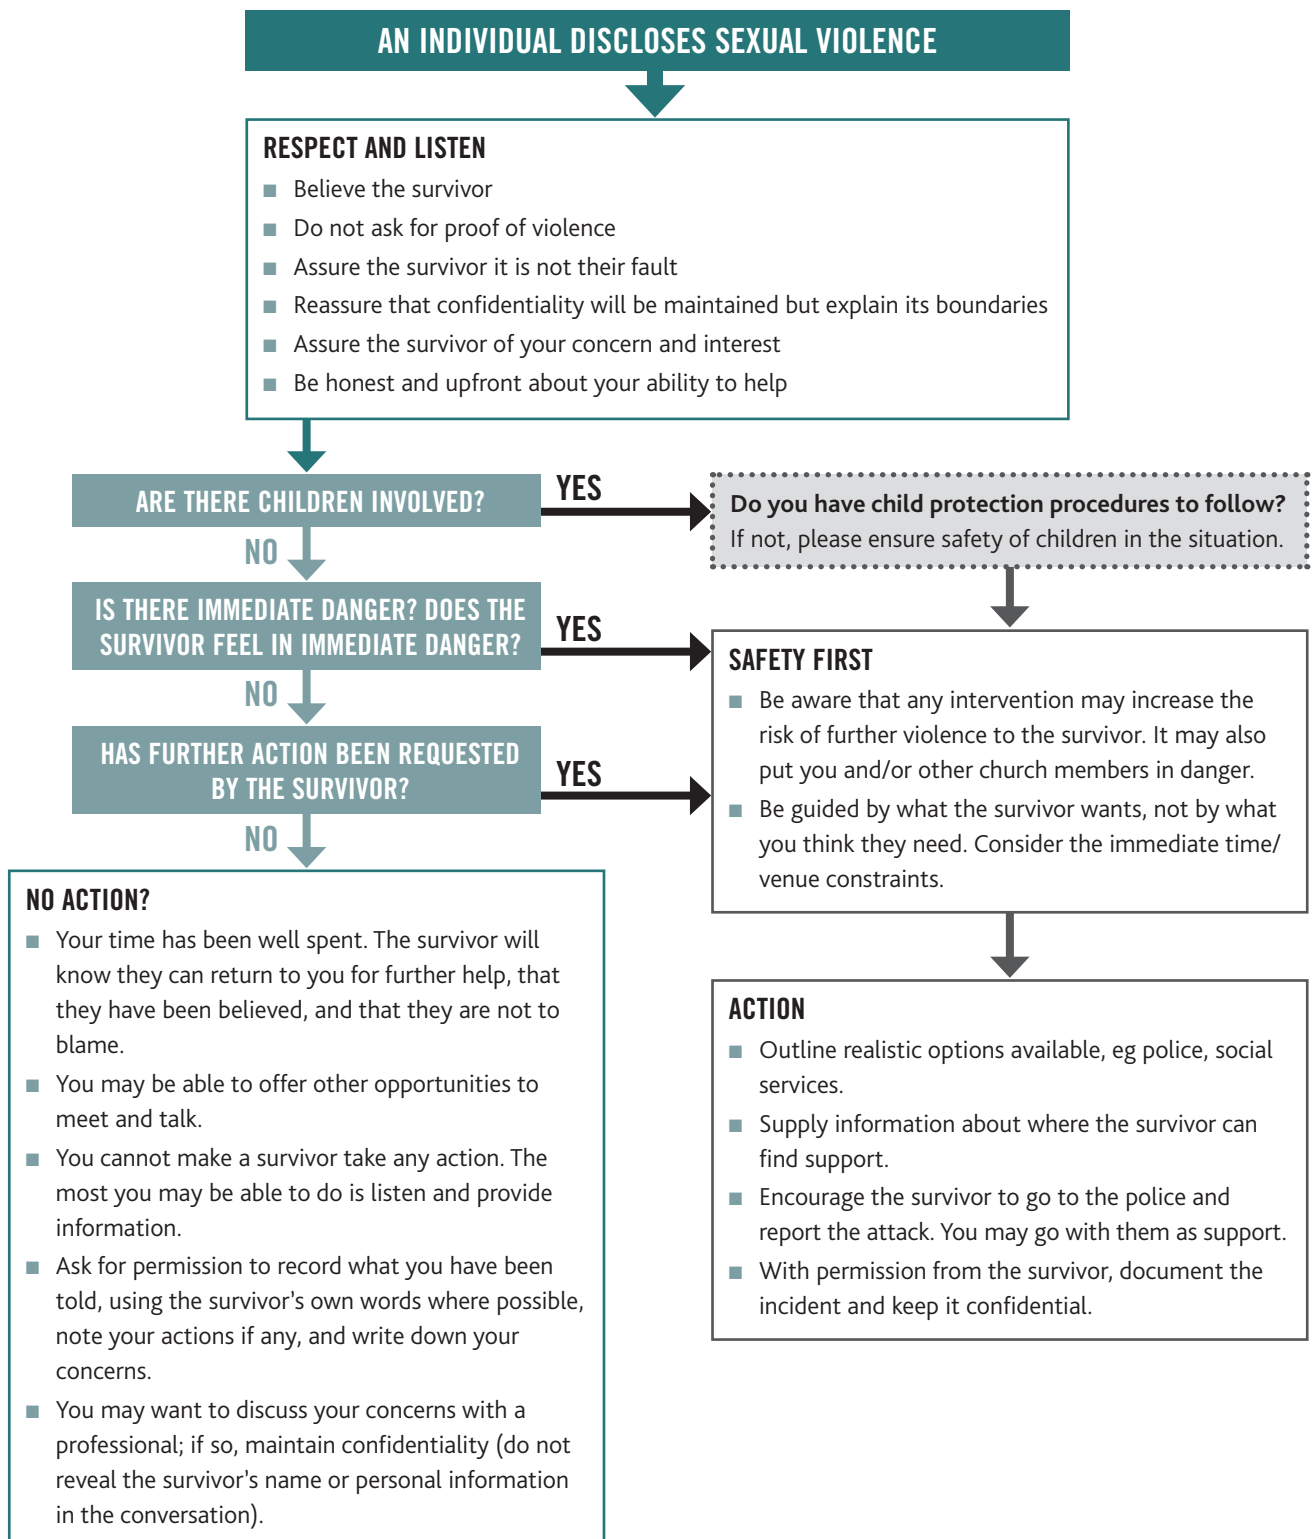 AN INDIVIDUAL DISCLOSES SEXUAL VIOLENCE
RESPECT AND LISTEN
■ Believe the survivor
■ Do not ask for proof of violence
■ Assure the survivor it is not their fault
■ Reassure that confidentiality will be maintained but explain its boundaries
■ Assure the survivor of your concern and interest
■ Be honest and upfront about your ability to help
ARE THERE CHILDREN INVOLVED?
YES
Do you have child protection procedures to follow?
If not, please ensure safety of children in the situation.
NO
IS THERE IMMEDIATE DANGER? DOES THE
SURVIVOR FEEL IN IMMEDIATE DANGER?
YES
NO
HAS FURTHER ACTION BEEN REQUESTED
BY THE SURVIVOR?
YES
NO
SAFETY FIRST
■ Be aware that any intervention may increase the
risk of further violence to the survivor. It may also
put you and/or other church members in danger.
■ Be guided by what the survivor wants, not by what
you think they need. Consider the immediate time/
venue constraints.
NO ACTION?
■ Your time has been well spent. The survivor will
know they can return to you for further help, that
they have been believed, and that they are not to
blame.
■ You may be able to offer other opportunities to
meet and talk.
■ You cannot make a survivor take any action. The
most you may be able to do is listen and provide
information.
■ Ask for permission to record what you have been
told, using the survivor’s own words where possible,
note your actions if any, and write down your
concerns.
■ You may want to discuss your concerns with a
professional; if so, maintain confidentiality (do not
reveal the survivor’s name or personal information
in the conversation).
ACTION
■ Outline realistic options available, eg police, social
services.
■ Supply information about where the survivor can
find support.
■ Encourage the survivor to go to the police and
report the attack. You may go with them as support.
■ With permission from the survivor, document the
incident and keep it confidential.